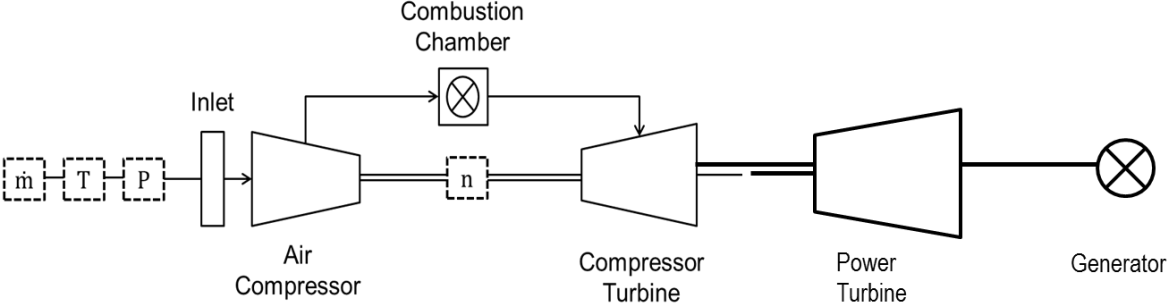 Combustion
Chamber
Inlet
ṁ T P
n
Air
Compressor
Compressor
Turbine
Power
Turbine
Generator